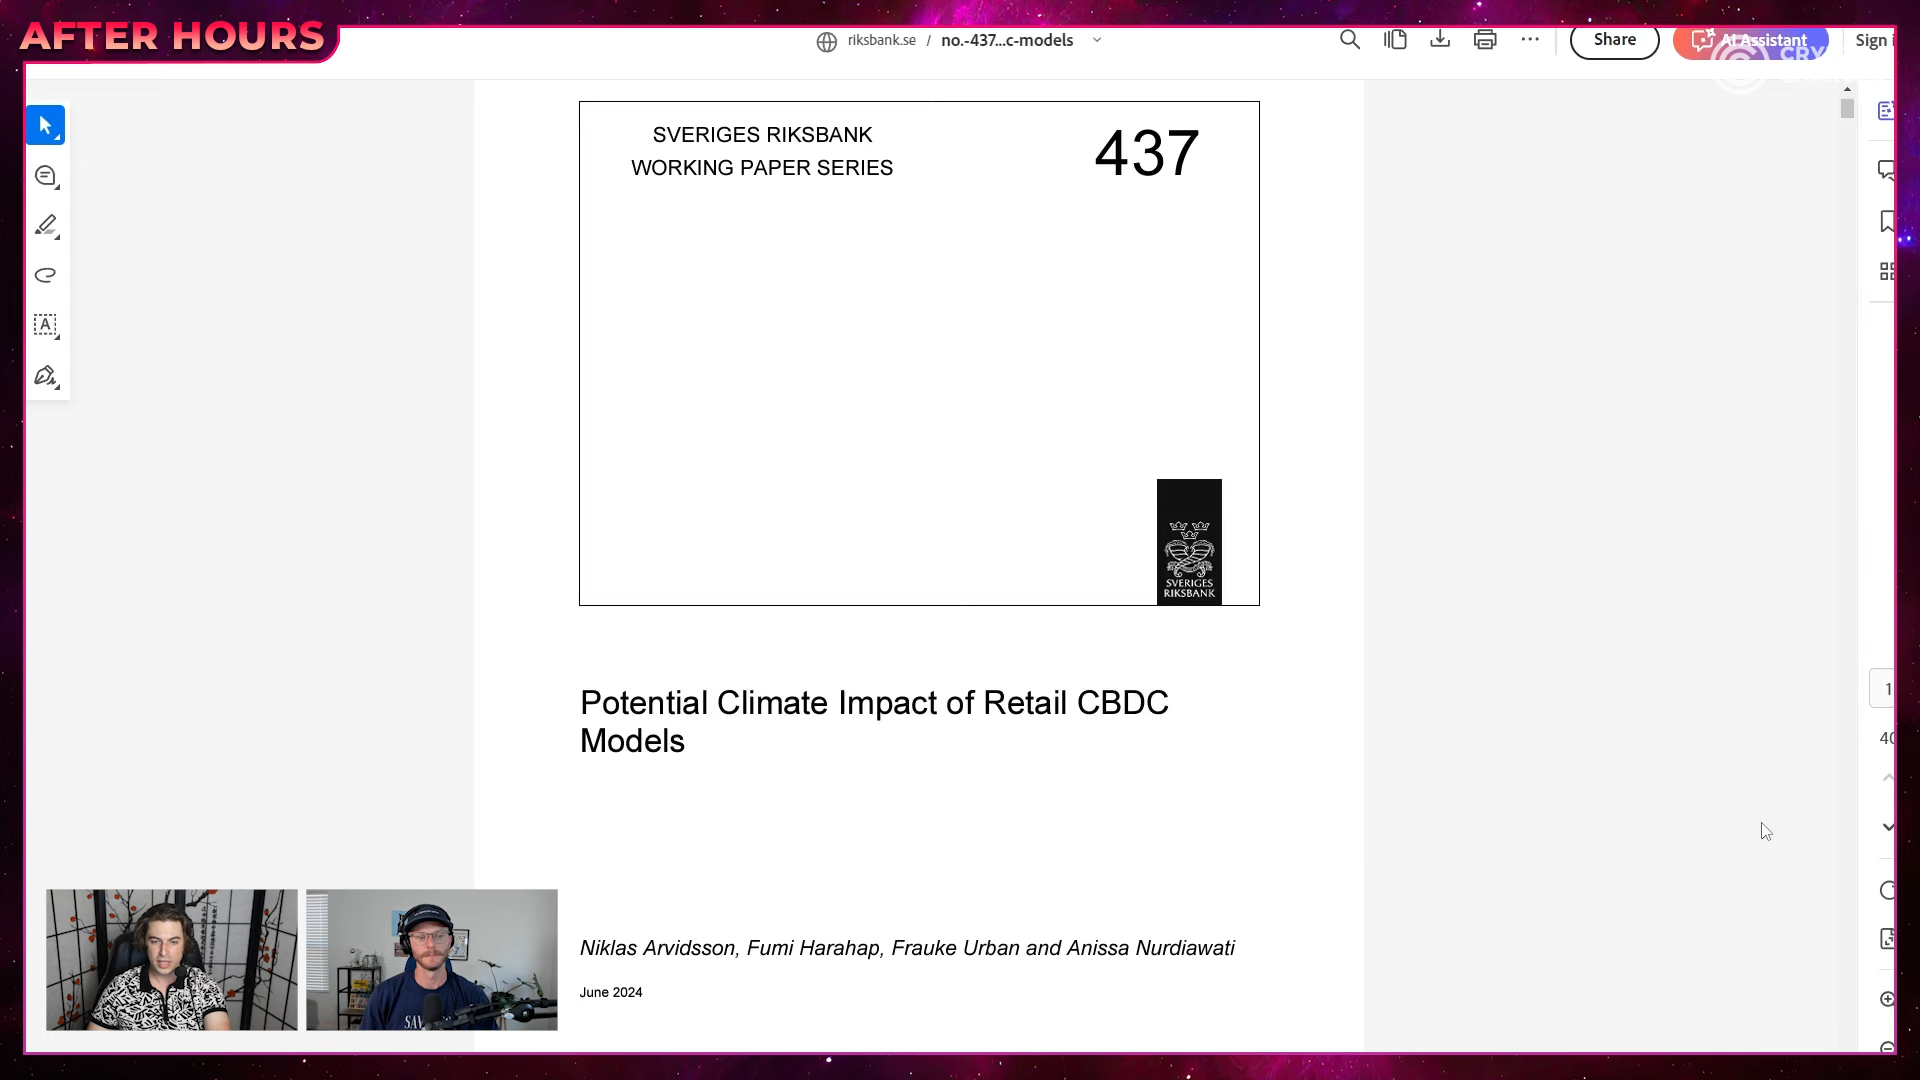 AFTER HOURS
riksbank.se / no.-437...c-models
Share
AI Assistant
SVERIGES RIKSBANK
WORKING PAPER SERIES
437
SVERIGES
RIKSBANK
Potential Climate Impact of Retail CBDC
Models
Niklas Arvidsson, Fumi Harahap, Frauke Urban and Anissa Nurdiawati
June 2024
1